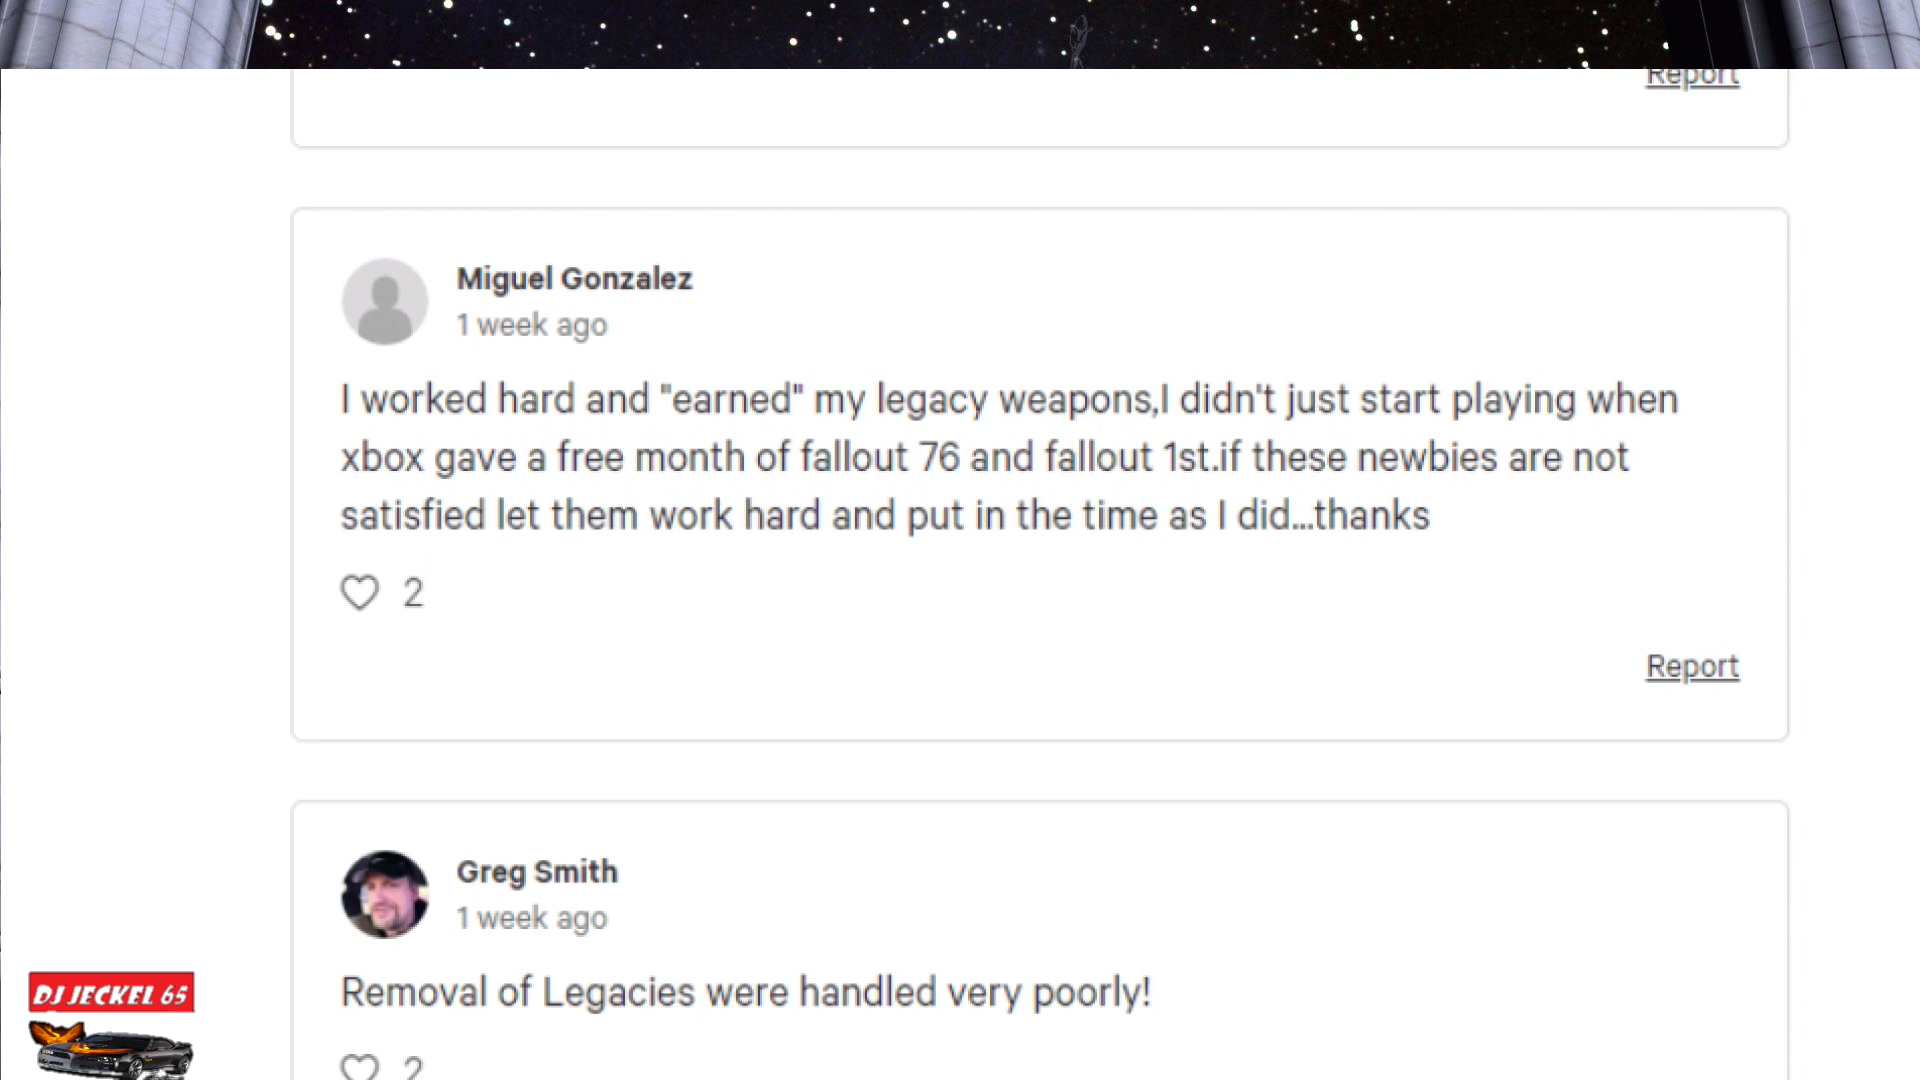 Report
Miguel Gonzalez
1 week ago
I worked hard and "earned" my legacy weapons,I didn't just start playing when
xbox gave a free month of fallout 76 and fallout 1st.if these newbies are not
satisfied let them work hard and put in the time as I did...thanks
2
Report
Greg Smith
1 week ago
Removal of Legacies were handled very poorly!
2
DJ JECKEL 65